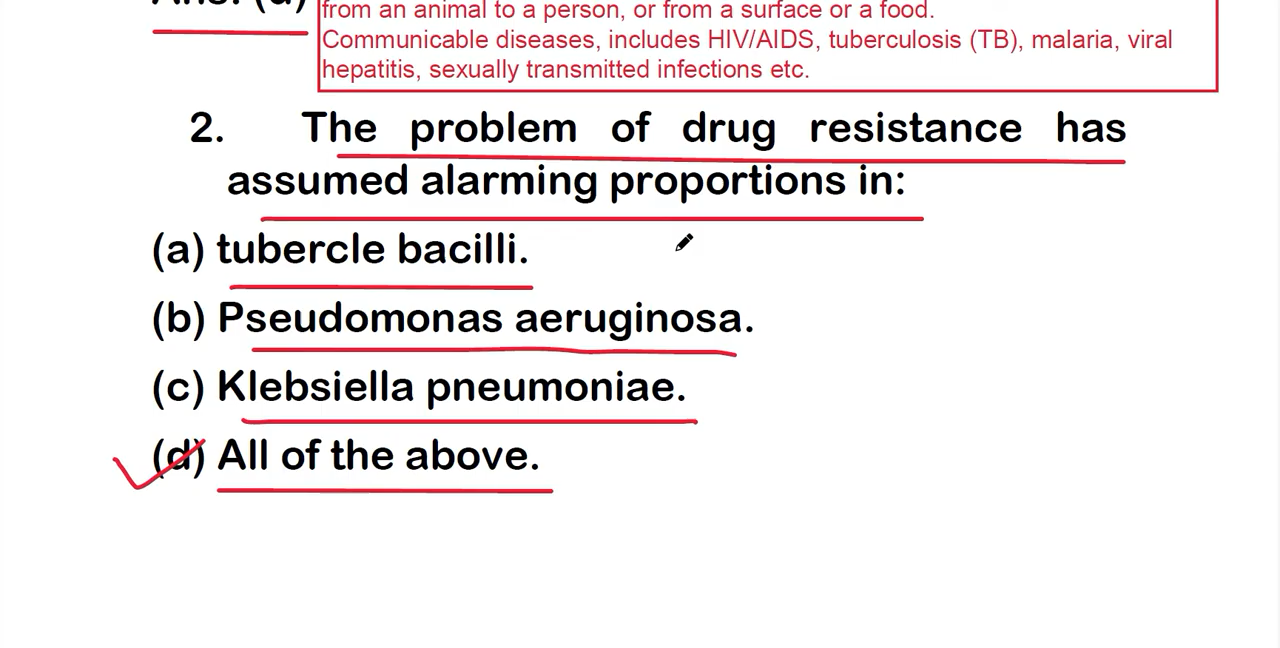 Ans. (d)
from an animal to a person, or from a surface or a food.
Communicable diseases, includes HIV/AIDS, tuberculosis (TB), malaria, viral
hepatitis, sexually transmitted infections etc.
2. The problem of drug resistance has
assumed alarming proportions in:
(a) tubercle bacilli.
(b) Pseudomonas aeruginosa.
(c) Klebsiella pneumoniae.
(d) All of the above.